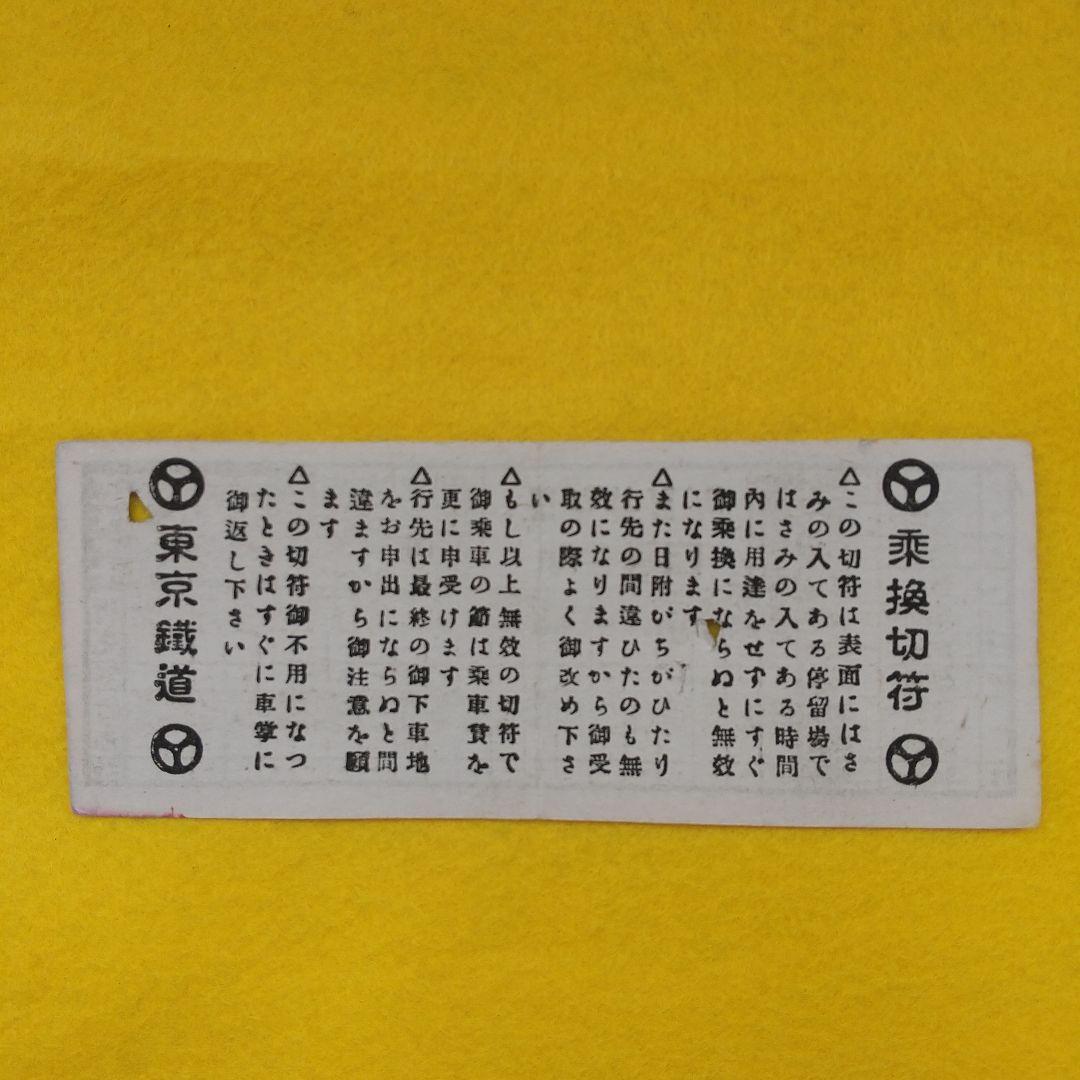 乘換切符
△この切符は表面にはさ
みの入てある停留塲で
はさみの入てある時間
內に用達をせずにすぐ
御乘換にならぬと無效
になります
△また日附がちがひたり
行先の間違ひたのも無
效になりますから御受
取の際よく御改め下さ
い
△もし以上無效の切符で
御乘車の節は乘車賃を
更に申受けます
△行先は最終の御下車地
をお申出にならぬと間
違ますから御注意を願
ます
△この切符御不用になつ
たときはすぐに車掌に
御返し下さい
東京鐵道